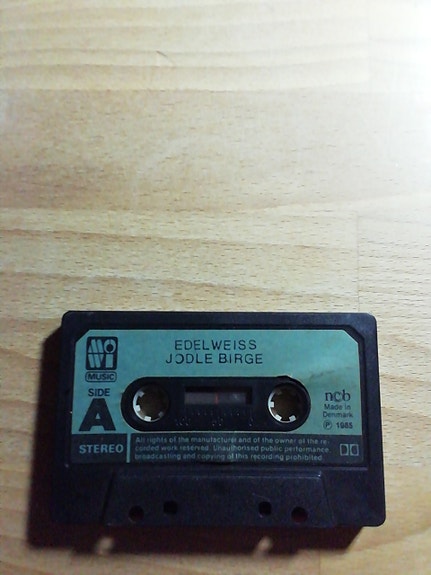 EDELWEISS
JODLE BIRGE
MUSIC
SIDE
A
ncb
Made in
Denmark
℗ 1985
STEREO
All rights of the manufacturer and of the owner of the re-
corded work reserved. Unauthorised public performance
broadcasting and copying of this recording prohibited.